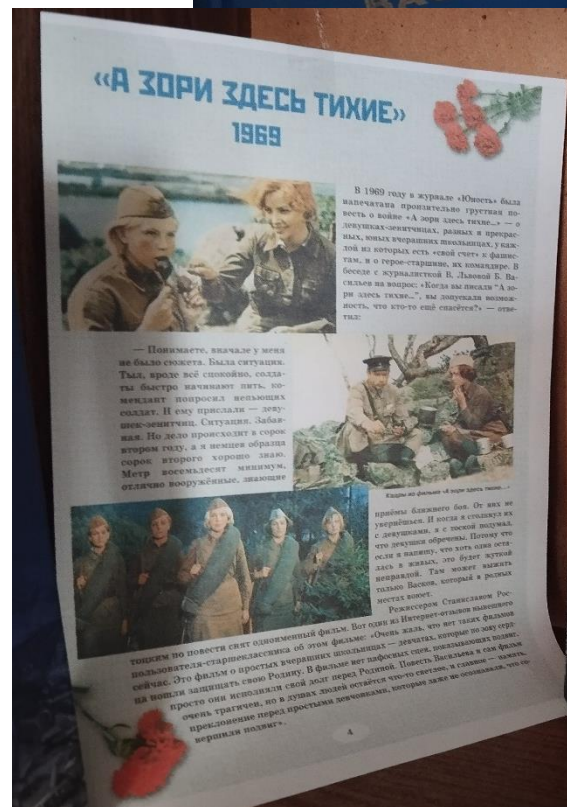 «А ЗОРИ ЗДЕСЬ ТИХИЕ»
1969
В 1969 году в журнале «Юность» была
напечатана пронзительно грустная по-
весть о войне «А зори здесь тихие...» — о
девушках-зенитчицах, разных и прекрас-
ных, юных вчерашних школьницах, у каж-
дой из которых есть «свой счет» к фашис-
там, и о герое-старшине, их командире. В
беседе с журналисткой В. Львовой Б. Ва-
сильев на вопрос: «Когда вы писали "А зо-
ри здесь тихие...", вы допускали возмож-
ность, что кто-то ещё спасётся?» — отве-
тил:
— Понимаете, вначале у меня
не было сюжета. Была ситуация.
Тыл, вроде всё спокойно, солда-
ты быстро начинают пить, ко-
мендант попросил непьющих
солдат. И ему прислали — деву-
шек-зенитчиц. Ситуация. Забав-
ная. Но дело происходит в сорок
втором году, а я немцев образца
сорок второго хорошо знаю.
Метр восемьдесят минимум,
отлично вооружённые, знающие
Кадры из фильма «А зори здесь тихие...»
приёмы ближнего боя. От них не
увернёшься. И когда я столкнул их
с девушками, я с тоской подумал,
что девушки обречены. Потому что
если я напишу, что хоть одна оста-
лась в живых, это будет жуткой
неправдой. Там может выжить
только Васков, который в родных
местах воюет.
Режиссером Станиславом Рос-
тоцким по повести снят одноименный фильм. Вот один из Интернет-отзывов нынешнего
пользователя-старшеклассника об этом фильме: «Очень жаль, что нет таких фильмов
сейчас. Это фильм о простых вчерашних школьницах — девчатах, которые по зову серд-
ца пошли защищать свою Родину. В фильме нет пафосных сцен, показывающих подвиг,
просто они исполняли свой долг перед Родиной. Повесть Васильева и сам фильм
очень трагичен, но в душах людей остаётся что-то светлое, и главное — память,
преклонение перед простыми девчонками, которые даже не осознавали, что со-
вершили подвиг».
4